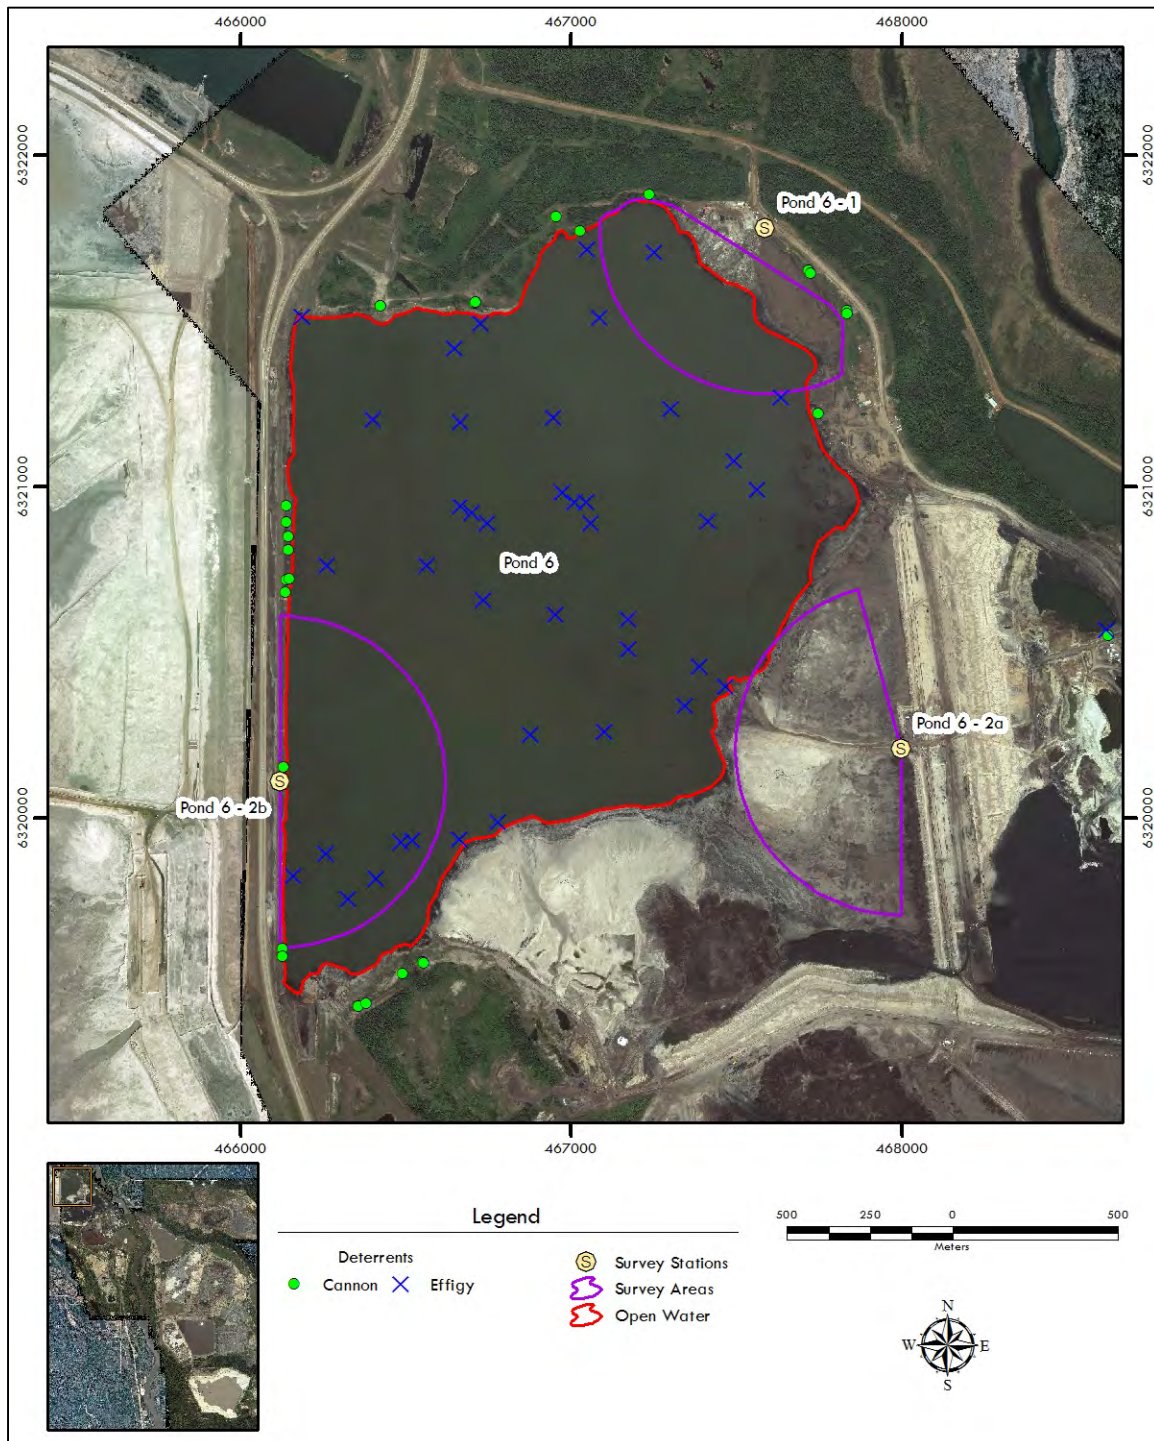 466000 467000 468000
6322000 6322000
Pond 6 - 1
6321000 6321000
Pond 6
Pond 6 - 2a
Pond 6 - 2b
6320000 6320000
466000 467000 468000
Legend
Deterrents
Cannon Effigy
S Survey Stations
Survey Areas
Open Water
500 250 0 500
Meters
N
W E
S